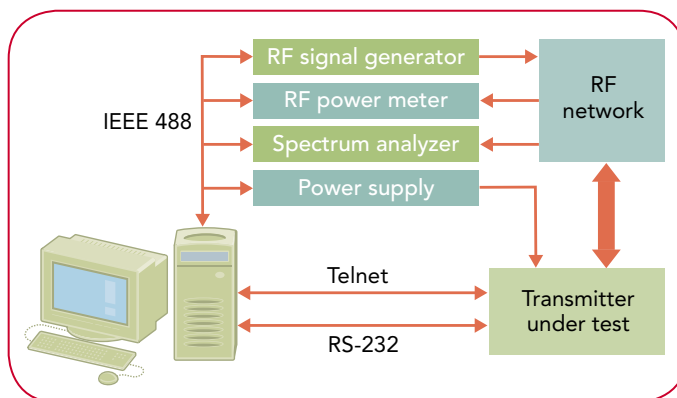 RF signal generator
RF power meter
Spectrum analyzer
Power supply
RF
network
IEEE 488
Telnet
RS-232
Transmitter
under test